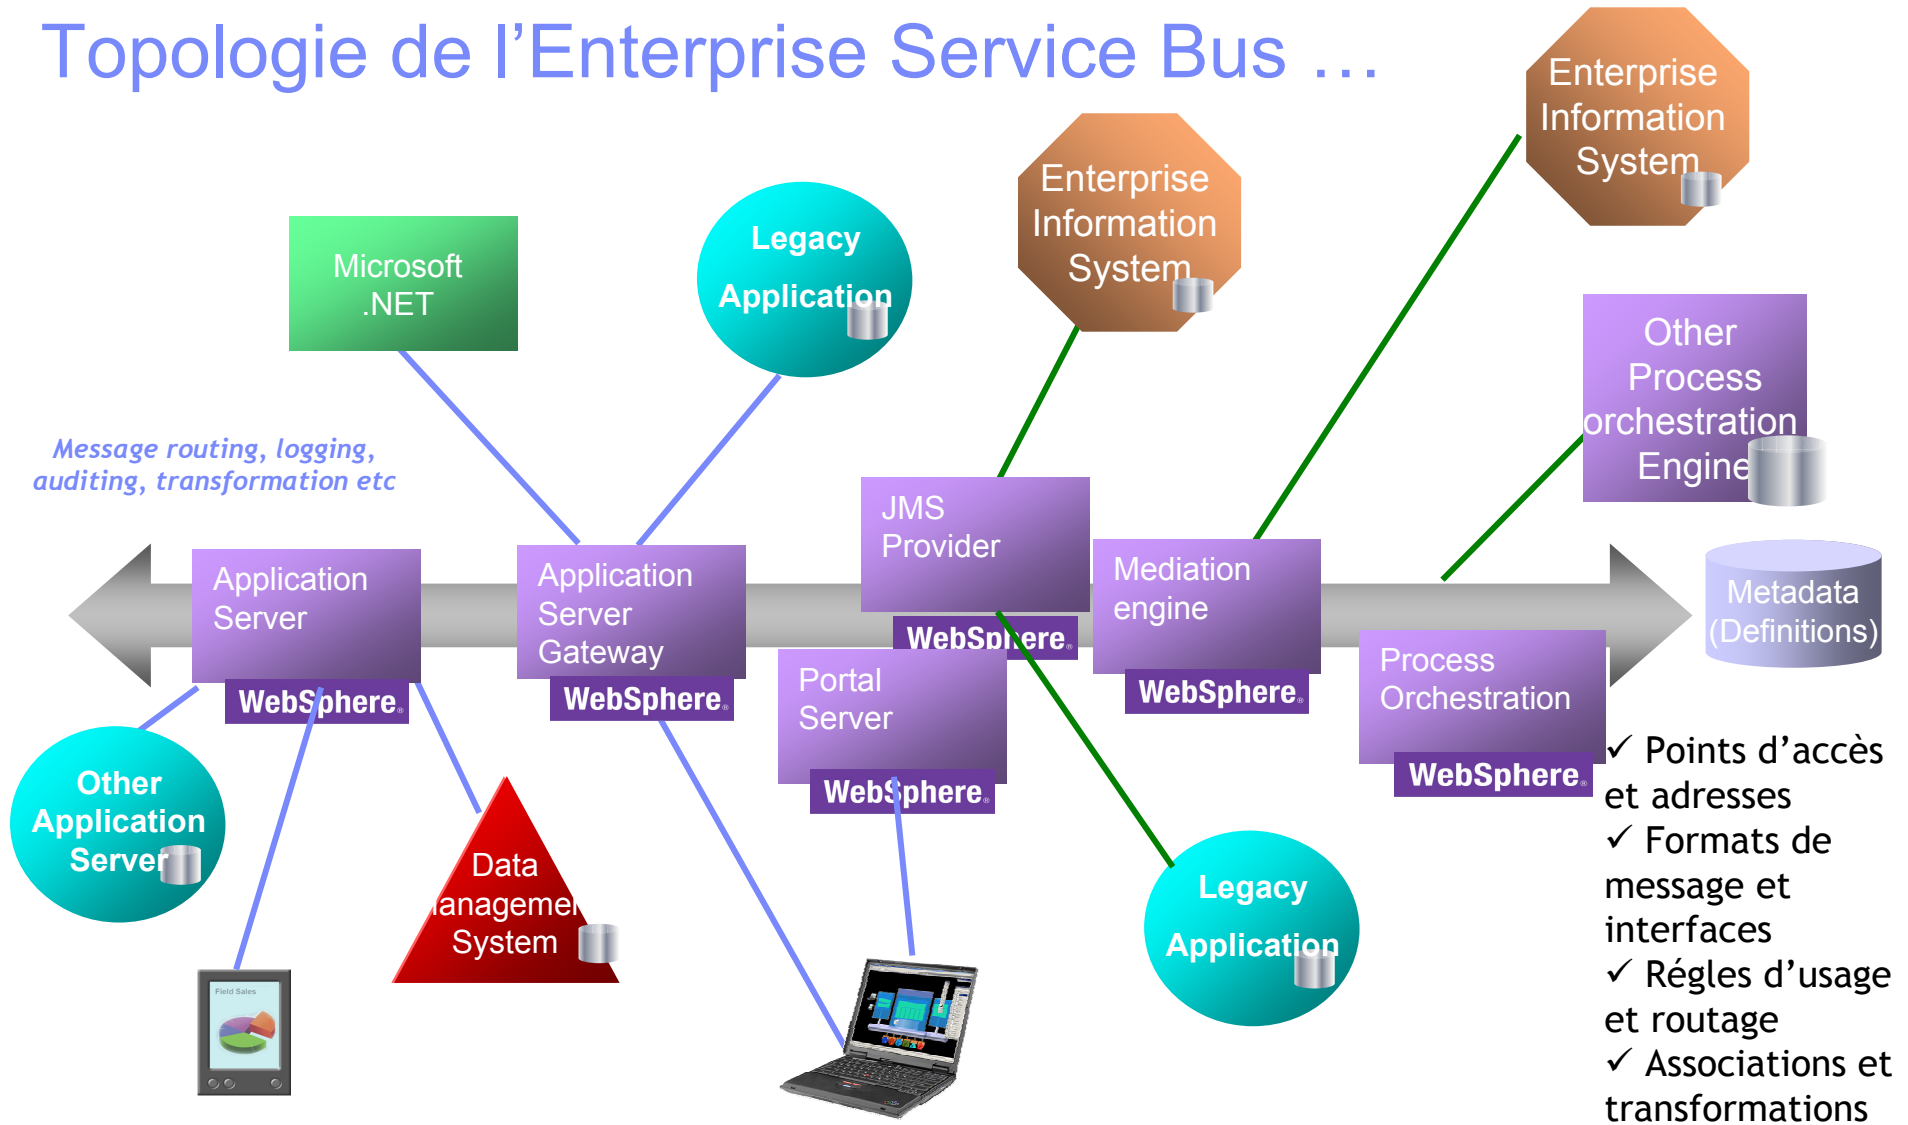 Topologie de l’Enterprise Service Bus …
Enterprise
Information
System
Enterprise
Information
System
Legacy
Application
Microsoft
.NET
Other
Process
orchestration
Engine
Message routing, logging,
auditing, transformation etc
JMS
Provider
WebSphere®
Application
Server
WebSphere®
Application
Server
Gateway
WebSphere®
Mediation
engine
WebSphere®
Metadata
(Definitions)
Portal
Server
WebSphere®
Process
Orchestration
WebSphere®
Other
Application
Server
Data
anagemen
System
Legacy
Application
Field Sales
✓ Points d’accès
et adresses
✓ Formats de
message et
interfaces
✓ Régles d’usage
et routage
✓ Associations et
transformations